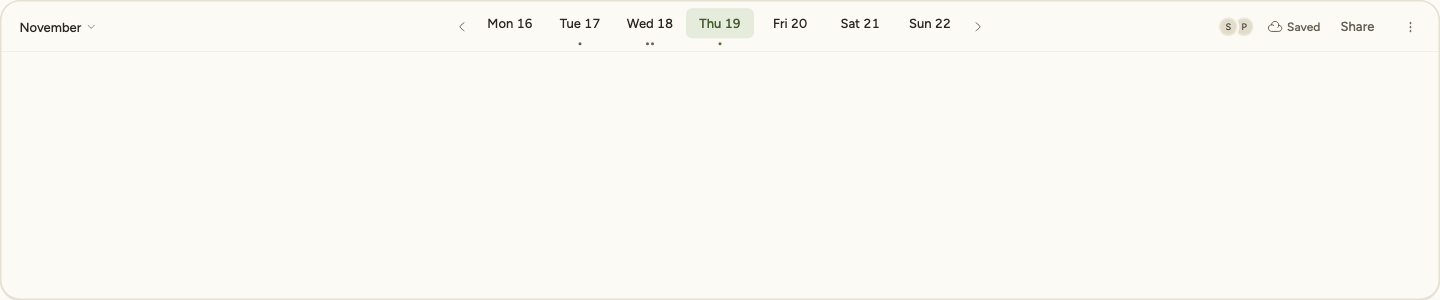 November
Mon 16
Tue 17
Wed 18
Thu 19
Fri 20
Sat 21
Sun 22
S
P
Saved
Share